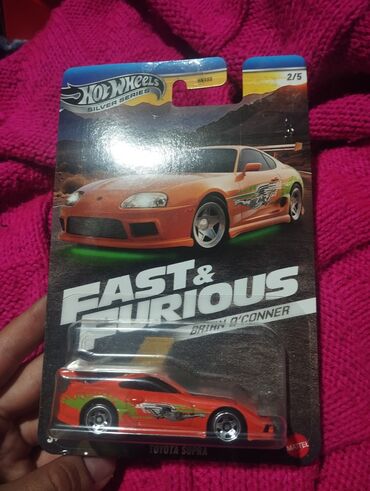 HOT WHEELS
SILVER SERIES
2/5
FAST &
FURIOUS
BRIAN O'CONNER
TOYOTA SUPRA
MATTEL